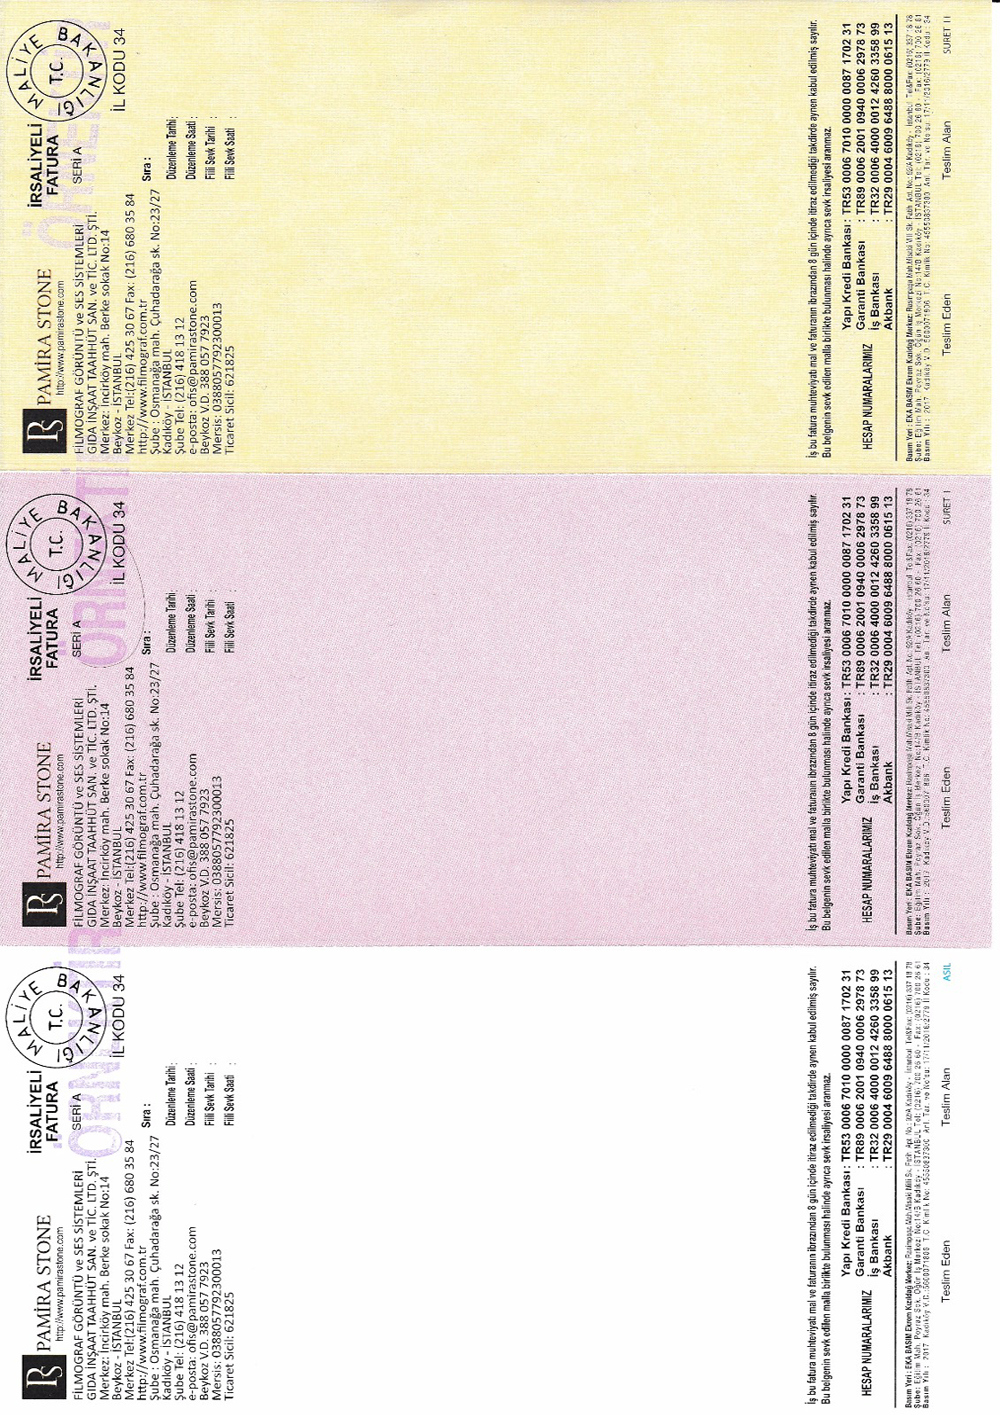 PAMİRA STONE
http://www.pamirastone.com
İRSALİYELİ
FATURA
MALİYE BAKANLIĞI
T.C.
SERİ A
İL KODU 34
FİLMOGRAF GÖRÜNTÜ ve SES SİSTEMLERİ
GIDA İNŞAAT TAAHHÜT SAN. ve TİC. LTD. ŞTİ.
Merkez: İncirköy mah. Berke sokak No:14
Beykoz - İSTANBUL
Merkez Tel:(216) 425 30 67 Fax: (216) 680 35 84
http://www.filmograf.com.tr
Şube : Osmanağa mah. Çuhadarağa sk. No:23/27
Kadıköy - İSTANBUL
Şube Tel: (216) 418 13 12
e-posta: ofis@pamirastone.com
Beykoz V.D. 388 057 7923
Mersis: 0388057792300013
Ticaret Sicil: 621825
Sıra :
Düzenleme Tarihi:
Düzenleme Saati :
Fiili Sevk Tarihi :
Fiili Sevk Saati :
İş bu fatura muhteviyatı mal ve faturanın ibrazından 8 gün içinde itiraz edilmediği takdirde aynen kabul edilmiş sayılır.
Bu belgenin sevk edilen malla birlikte bulunması halinde ayrıca sevk irsaliyesi aranmaz.
HESAP NUMARALARIMIZ
Yapı Kredi Bankası : TR53 0006 7010 0000 0087 1702 31
Garanti Bankası : TR89 0006 2001 0940 0006 2978 73
İş Bankası : TR32 0006 4000 0012 4260 3358 99
Akbank : TR29 0004 6009 6488 8000 0615 13
Basım Yeri : EKA BASIM Ekrem Kızıldağ Merkez:
Basım Yılı : 2017
Teslim Eden
Teslim Alan
SURET II
PAMİRA STONE
http://www.pamirastone.com
İRSALİYELİ
FATURA
MALİYE BAKANLIĞI
T.C.
SERİ A
İL KODU 34
FİLMOGRAF GÖRÜNTÜ ve SES SİSTEMLERİ
GIDA İNŞAAT TAAHHÜT SAN. ve TİC. LTD. ŞTİ.
Merkez: İncirköy mah. Berke sokak No:14
Beykoz - İSTANBUL
Merkez Tel:(216) 425 30 67 Fax: (216) 680 35 84
http://www.filmograf.com.tr
Şube : Osmanağa mah. Çuhadarağa sk. No:23/27
Kadıköy - İSTANBUL
Şube Tel: (216) 418 13 12
e-posta: ofis@pamirastone.com
Beykoz V.D. 388 057 7923
Mersis: 0388057792300013
Ticaret Sicil: 621825
Sıra :
Düzenleme Tarihi:
Düzenleme Saati :
Fiili Sevk Tarihi :
Fiili Sevk Saati :
İş bu fatura muhteviyatı mal ve faturanın ibrazından 8 gün içinde itiraz edilmediği takdirde aynen kabul edilmiş sayılır.
Bu belgenin sevk edilen malla birlikte bulunması halinde ayrıca sevk irsaliyesi aranmaz.
HESAP NUMARALARIMIZ
Yapı Kredi Bankası : TR53 0006 7010 0000 0087 1702 31
Garanti Bankası : TR89 0006 2001 0940 0006 2978 73
İş Bankası : TR32 0006 4000 0012 4260 3358 99
Akbank : TR29 0004 6009 6488 8000 0615 13
Basım Yeri : EKA BASIM Ekrem Kızıldağ Merkez:
Basım Yılı : 2017
Teslim Eden
Teslim Alan
SURET I
PAMİRA STONE
http://www.pamirastone.com
İRSALİYELİ
FATURA
MALİYE BAKANLIĞI
T.C.
SERİ A
İL KODU 34
FİLMOGRAF GÖRÜNTÜ ve SES SİSTEMLERİ
GIDA İNŞAAT TAAHHÜT SAN. ve TİC. LTD. ŞTİ.
Merkez: İncirköy mah. Berke sokak No:14
Beykoz - İSTANBUL
Merkez Tel:(216) 425 30 67 Fax: (216) 680 35 84
http://www.filmograf.com.tr
Şube : Osmanağa mah. Çuhadarağa sk. No:23/27
Kadıköy - İSTANBUL
Şube Tel: (216) 418 13 12
e-posta: ofis@pamirastone.com
Beykoz V.D. 388 057 7923
Mersis: 0388057792300013
Ticaret Sicil: 621825
Sıra :
Düzenleme Tarihi:
Düzenleme Saati :
Fiili Sevk Tarihi :
Fiili Sevk Saati :
İş bu fatura muhteviyatı mal ve faturanın ibrazından 8 gün içinde itiraz edilmediği takdirde aynen kabul edilmiş sayılır.
Bu belgenin sevk edilen malla birlikte bulunması halinde ayrıca sevk irsaliyesi aranmaz.
HESAP NUMARALARIMIZ
Yapı Kredi Bankası : TR53 0006 7010 0000 0087 1702 31
Garanti Bankası : TR89 0006 2001 0940 0006 2978 73
İş Bankası : TR32 0006 4000 0012 4260 3358 99
Akbank : TR29 0004 6009 6488 8000 0615 13
Basım Yeri : EKA BASIM Ekrem Kızıldağ Merkez:
Basım Yılı : 2017
Teslim Eden
Teslim Alan
ASIL